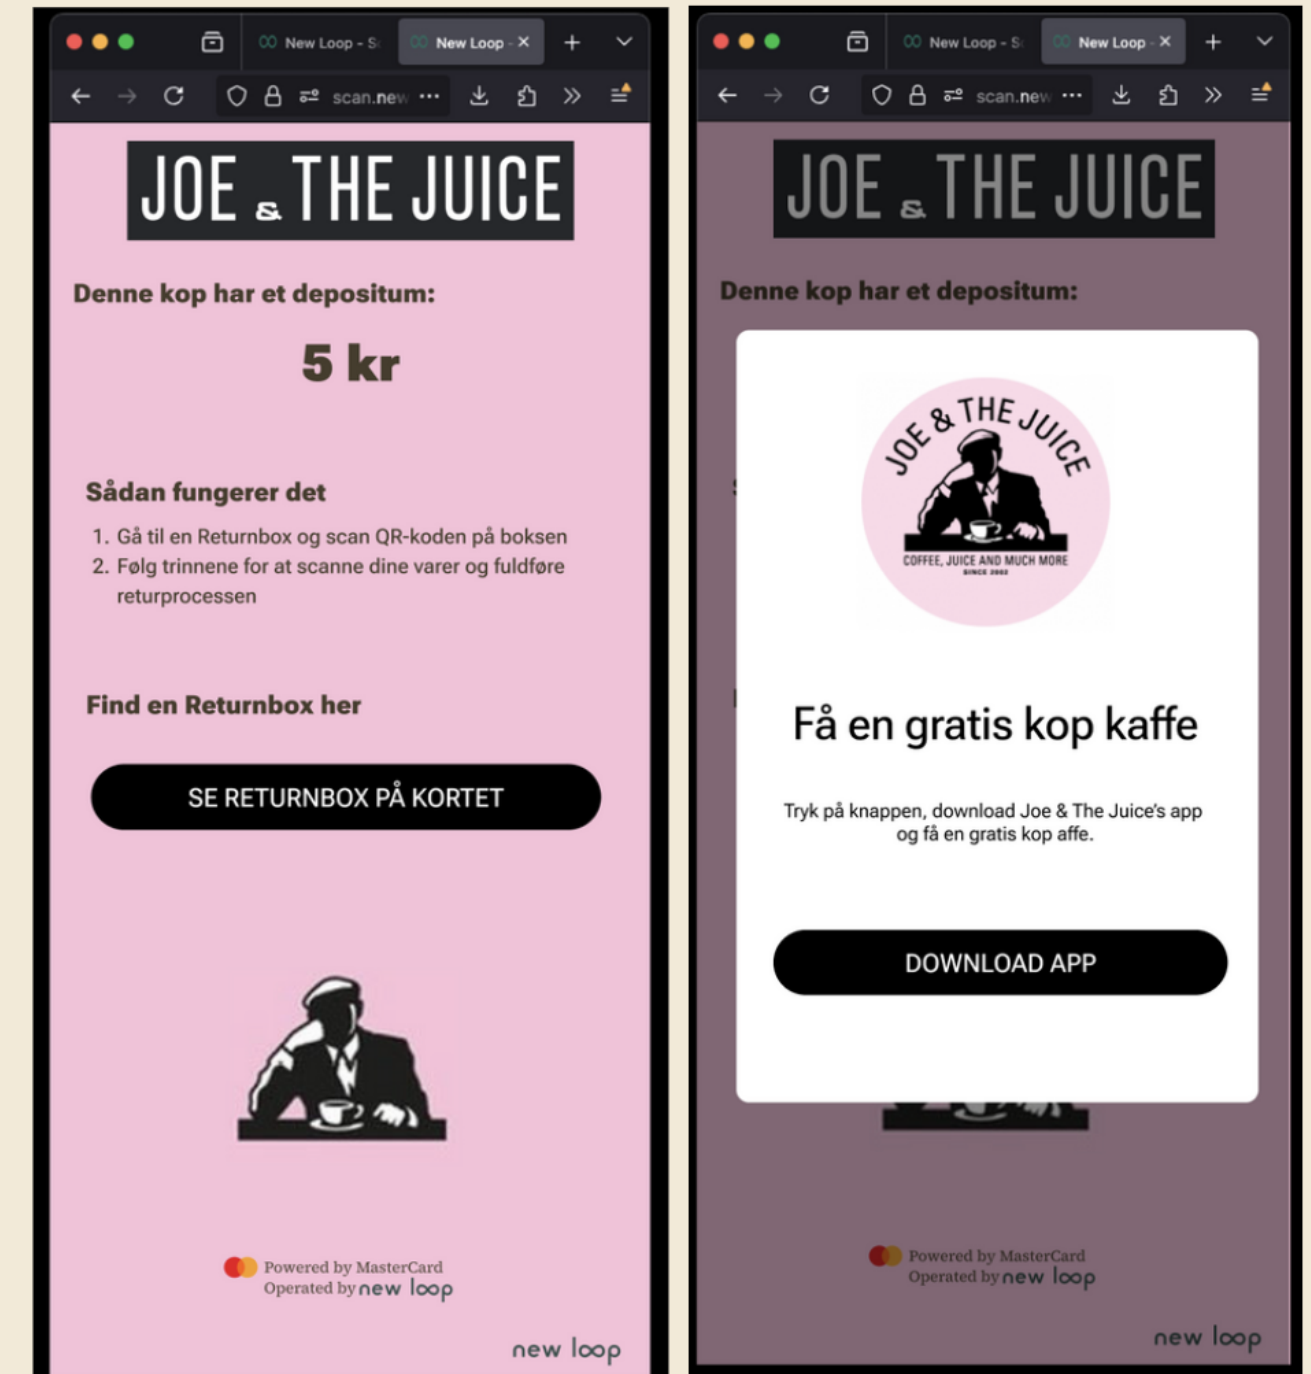 New Loop - S
New Loop -
scan.new
JOE & THE JUICE
Denne kop har et depositum:
5 kr
Sådan fungerer det
1. Gå til en Returnbox og scan QR-koden på boksen
2. Følg trinnene for at scanne dine varer og fuldføre
returprocessen
Find en Returnbox her
SE RETURNBOX PÅ KORTET
Powered by MasterCard
Operated by new loop
new loop
New Loop - S
New Loop -
scan.new
JOE & THE JUICE
Denne kop har et depositum:
JOE & THE JUICE
COFFEE, JUICE AND MUCH MORE
SINCE 2002
Få en gratis kop kaffe
Tryk på knappen, download Joe & The Juice's app
og få en gratis kop affe.
DOWNLOAD APP
Powered by MasterCard
Operated by new loop
new loop